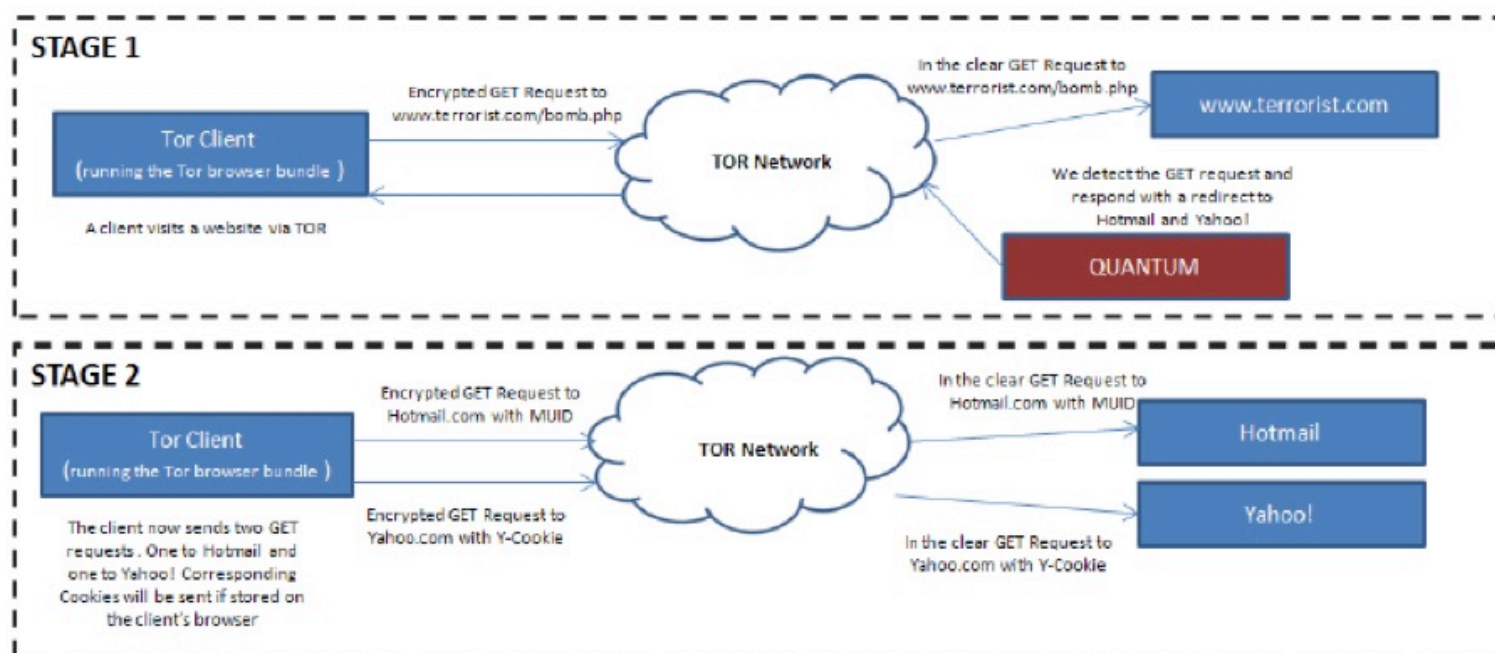 STAGE 1
Tor Client
(running the Tor browser bundle )
A client visits a website via TOR
Encrypted GET Request to
www.terrorist.com/bomb.php
TOR Network
In the clear GET Request to
www.terrorist.com/bomb.php
www.terrorist.com
We detect the GET request and
respond with a redirect to
Hotmail and Yahoo!
QUANTUM
STAGE 2
Tor Client
(running the Tor browser bundle )
The client now sends two GET
requests . One to Hotmail and
one to Yahoo! Corresponding
Cookies will be sent if stored on
the client's browser
Encrypted GET Request to
Hotmail.com with MUID
Encrypted GET Request to
Yahoo.com with Y-Cookie
TOR Network
In the clear GET Request to
Hotmail.com with MUID
Hotmail
Yahoo!
In the clear GET Request to
Yahoo.com with Y-Cookie